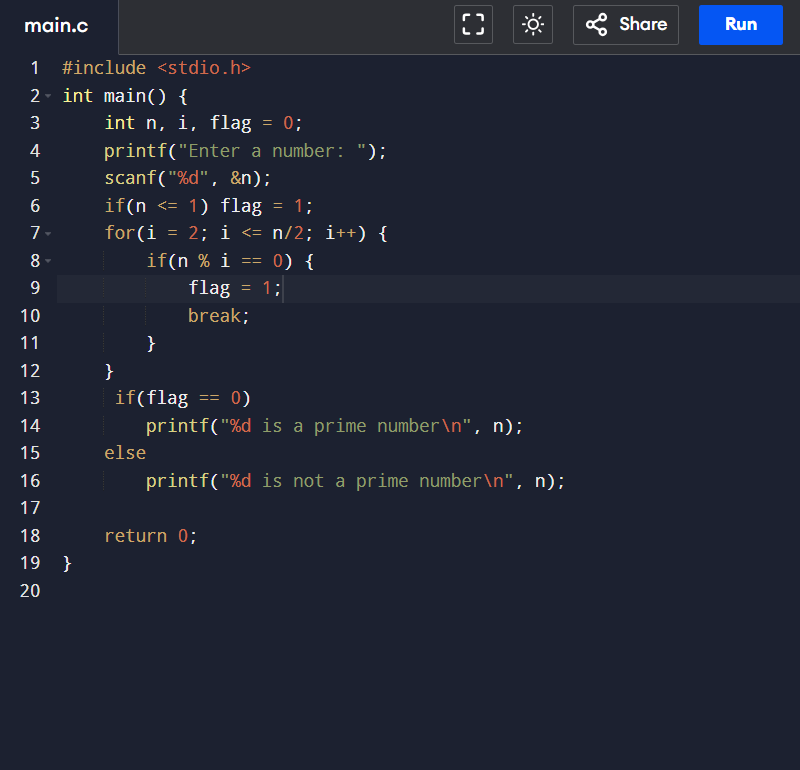 main.c
Share
Run
1 #include <stdio.h>
2 int main() {
3     int n, i, flag = 0;
4     printf("Enter a number: ");
5     scanf("%d", &n);
6     if(n <= 1) flag = 1;
7     for(i = 2; i <= n/2; i++) {
8         if(n % i == 0) {
9             flag = 1;
10             break;
11         }
12     }
13      if(flag == 0)
14         printf("%d is a prime number\n", n);
15     else
16         printf("%d is not a prime number\n", n);
17
18     return 0;
19 }
20